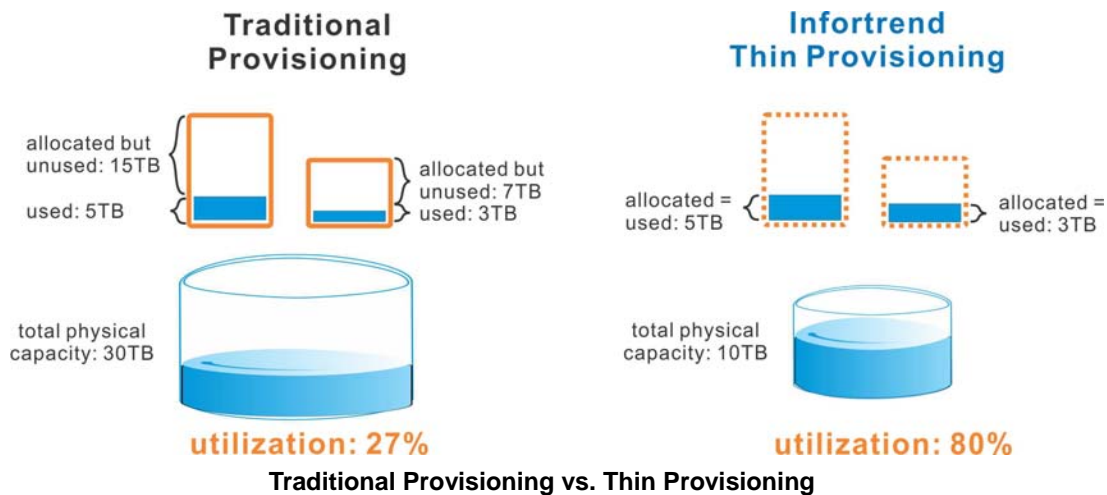 Traditional
Provisioning
allocated but
unused: 15TB
used: 5TB
allocated but
unused: 7TB
used: 3TB
total physical
capacity: 30TB
utilization: 27%
Infortrend
Thin Provisioning
allocated =
used: 5TB
allocated =
used: 3TB
total physical
capacity: 10TB
utilization: 80%
Traditional Provisioning vs. Thin Provisioning